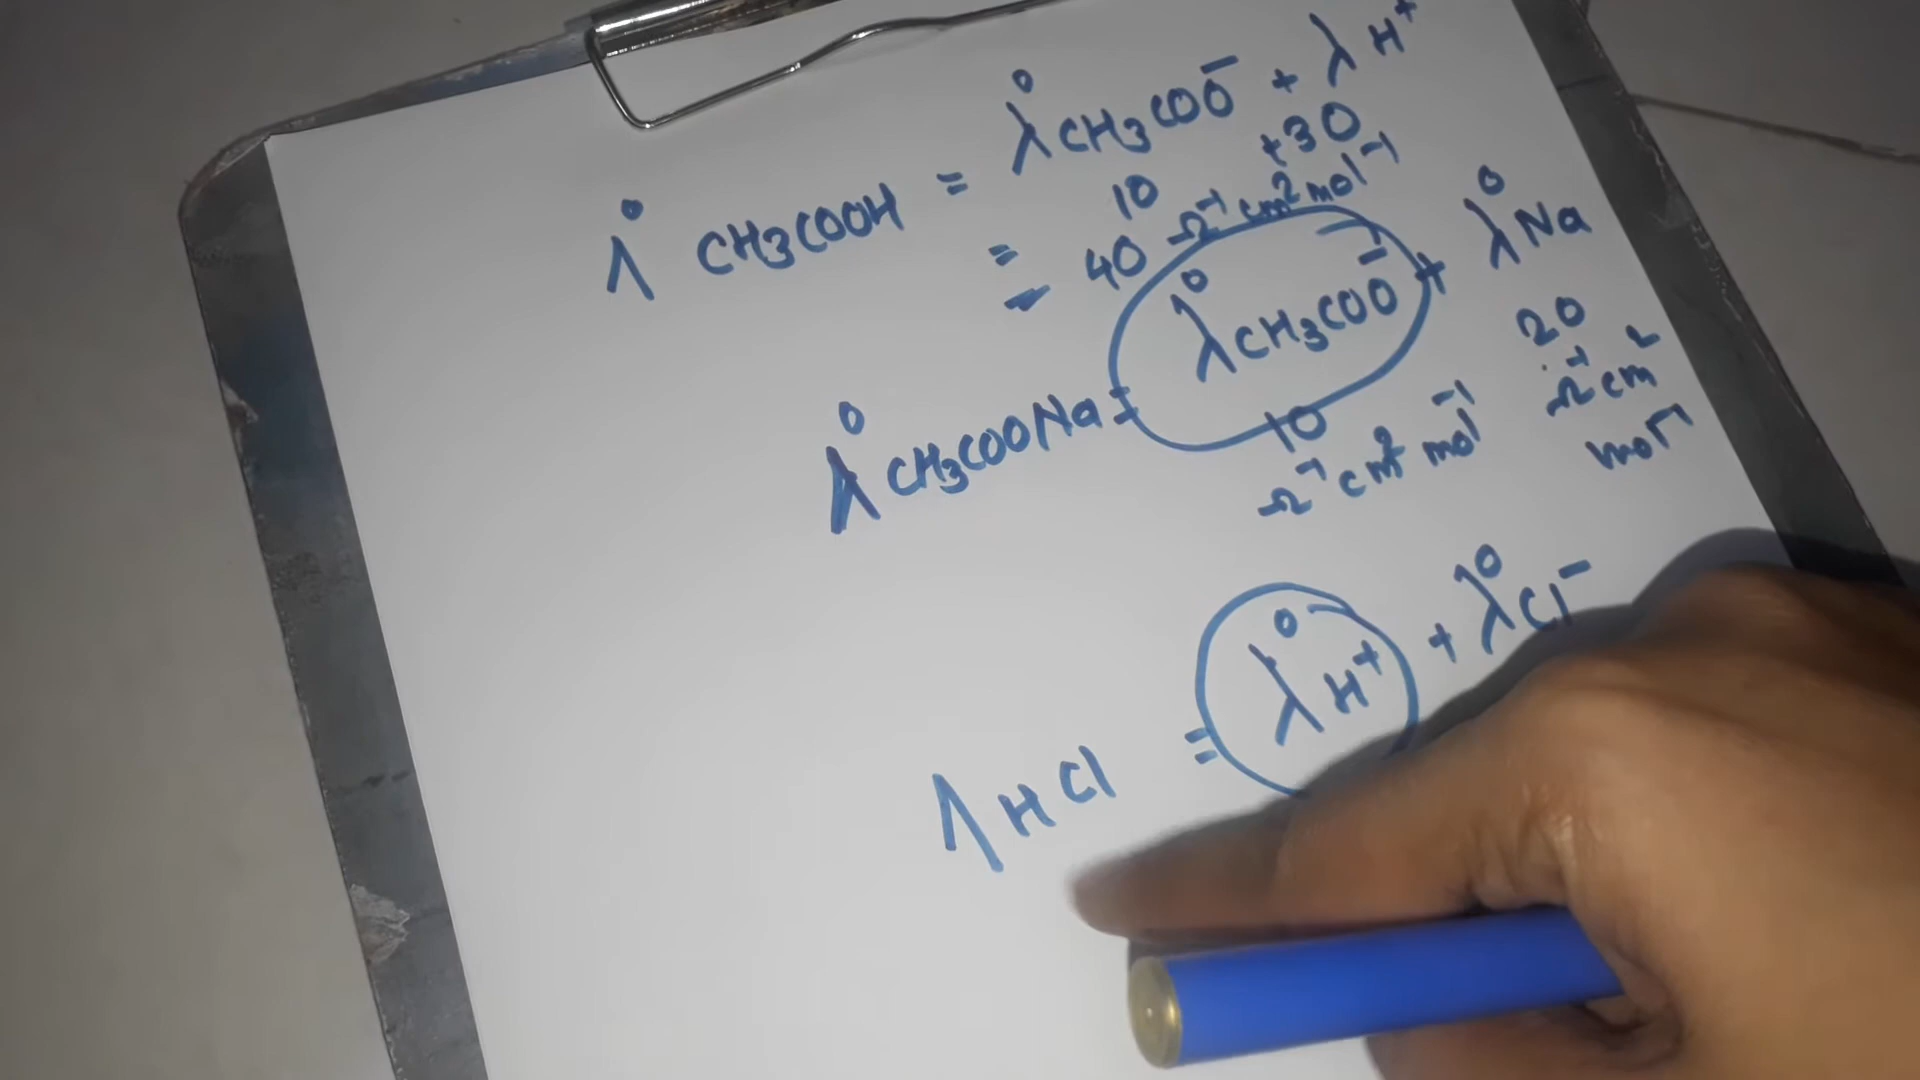 Λ° CH3COOH = λ°CH3COO⁻ + λ H⁺
10 +30
= 40 Ω⁻¹ cm² mol⁻¹
λ° CH3COONa = λ°CH3COO⁻ + λ°Na
10 20
Ω⁻¹ cm² mol⁻¹ Ω⁻¹ cm²
mol⁻
Λ HCl = λ°H⁺ + λ°Cl⁻